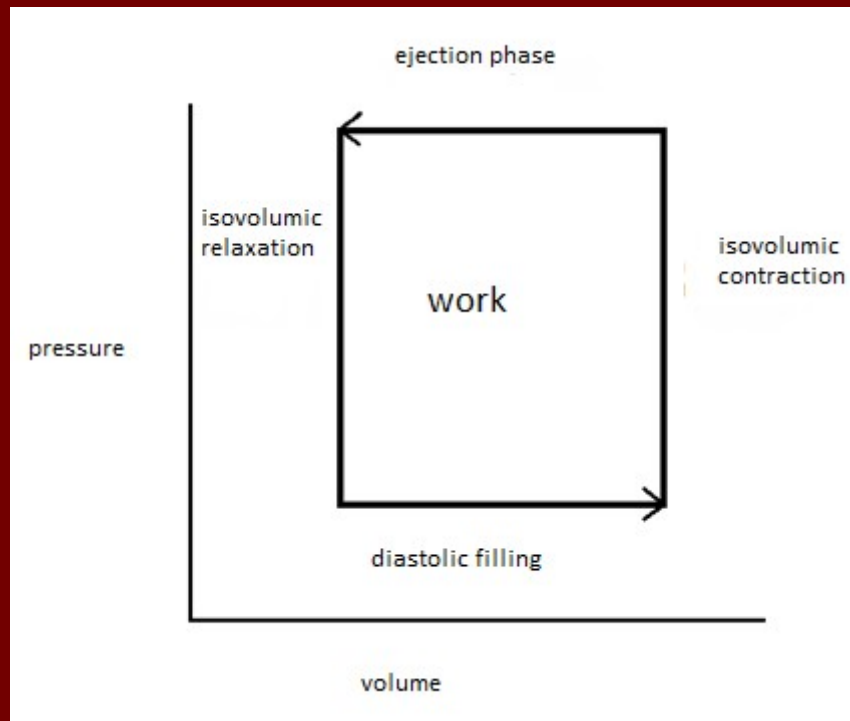 ejection phase
isovolumic
relaxation
isovolumic
contraction
work
pressure
diastolic filling
volume